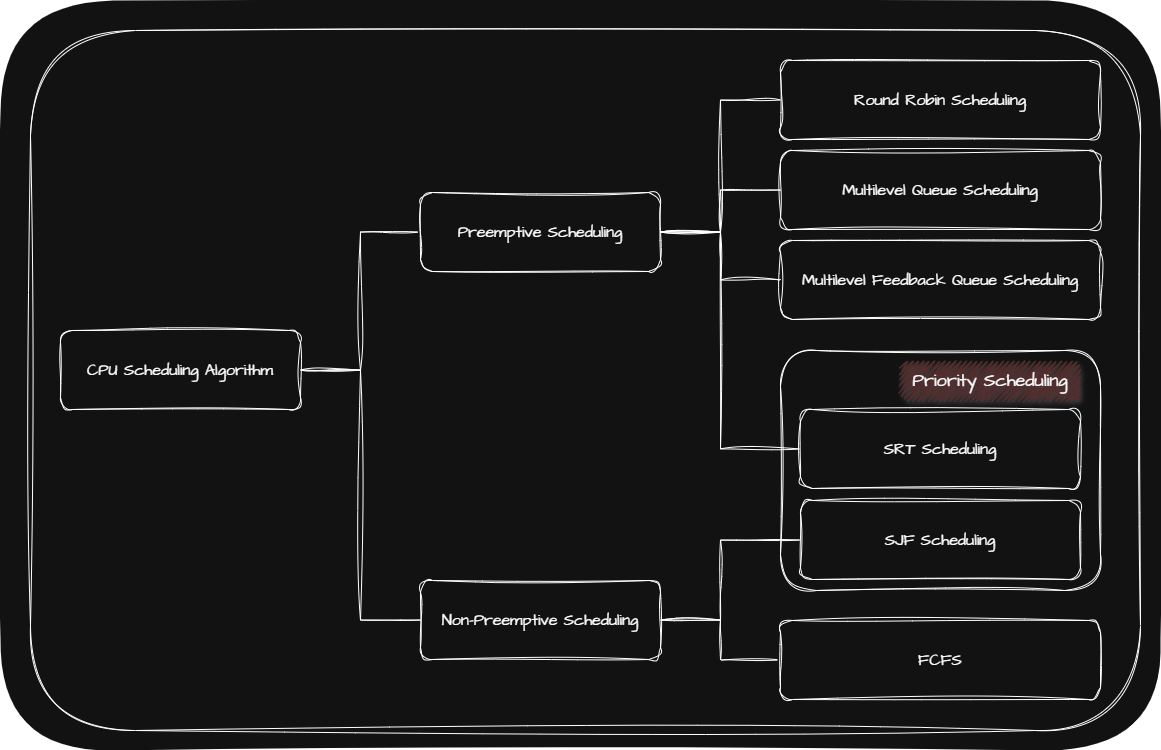 CPU Scheduling Algorithm
Preemptive Scheduling
Round Robin Scheduling
Multilevel Queue Scheduling
Multilevel Feedback Queue Scheduling
Priority Scheduling
SRT Scheduling
SJF Scheduling
Non-Preemptive Scheduling
FCFS